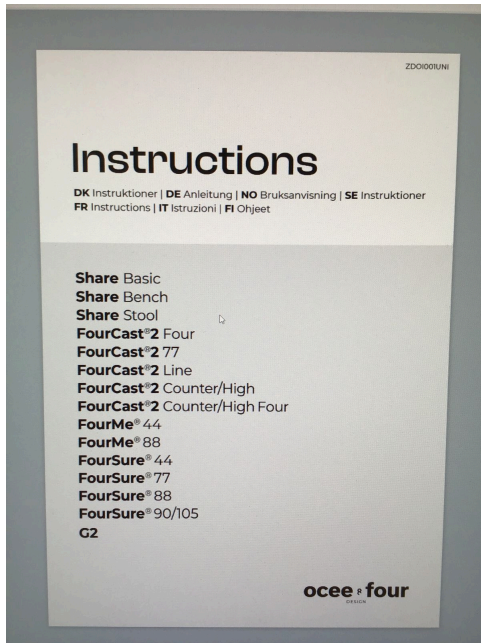 ZDOI001UNI
Instructions
DK Instruktioner | DE Anleitung | NO Bruksanvisning | SE Instruktioner
FR Instructions | IT Istruzioni | FI Ohjeet
Share Basic
Share Bench
Share Stool
FourCast®2 Four
FourCast®2 77
FourCast®2 Line
FourCast®2 Counter/High
FourCast®2 Counter/High Four
FourMe® 44
FourMe® 88
FourSure® 44
FourSure® 77
FourSure® 88
FourSure® 90/105
G2
ocee & four
DESIGN